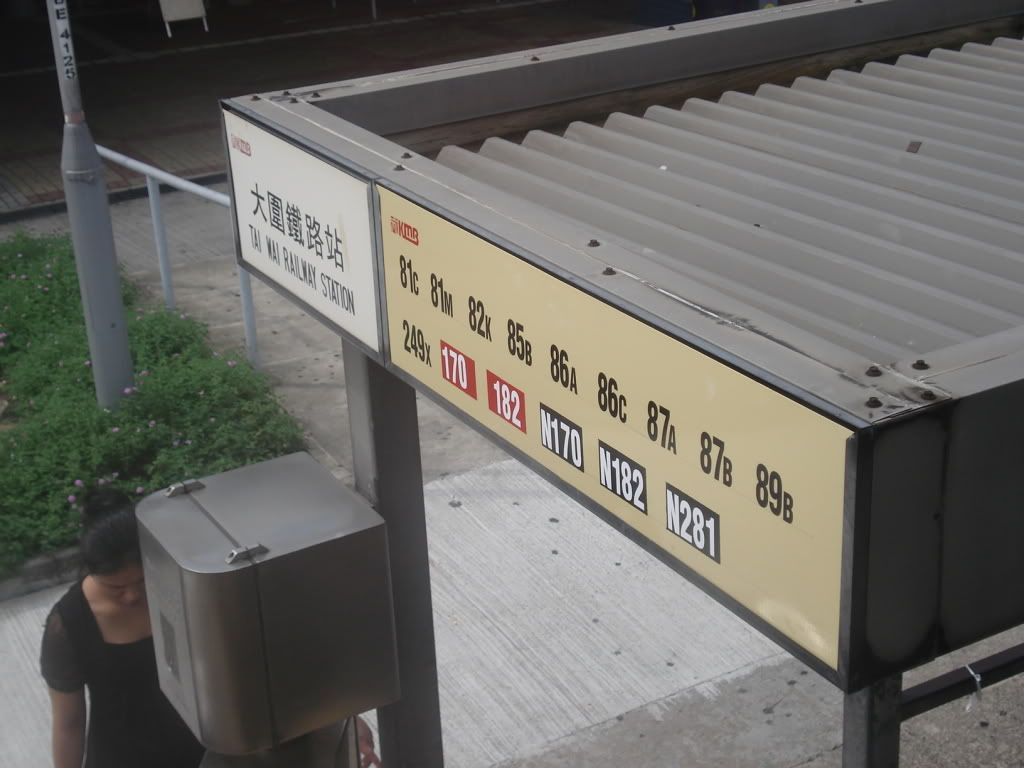 BE 4125
KMB
大圍鐵路站
TAI WAI RAILWAY STATION
KMB
81C 81M 82K 85B 86A 86C 87A 87B 89B
249X 170 182 N170 N182 N281